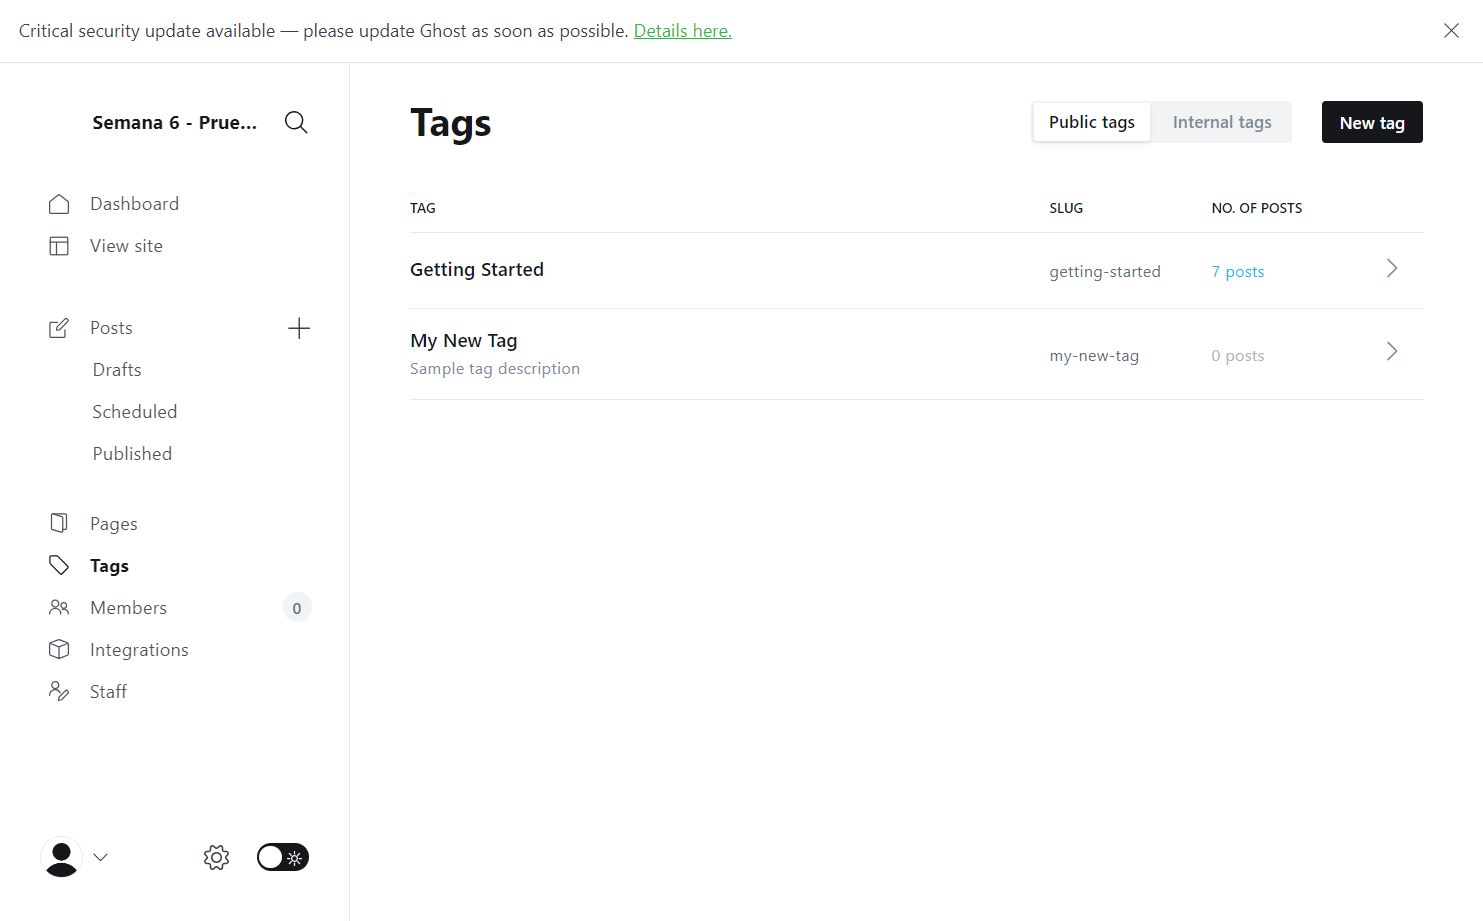 Critical security update available — please update Ghost as soon as possible. Details here.
Semana 6 - Prue...
Dashboard
View site
Posts
Drafts
Scheduled
Published
Pages
Tags
Members
0
Integrations
Staff
Tags
Public tags
Internal tags
New tag
TAG
SLUG
NO. OF POSTS
Getting Started
getting-started
7 posts
My New Tag
Sample tag description
my-new-tag
0 posts